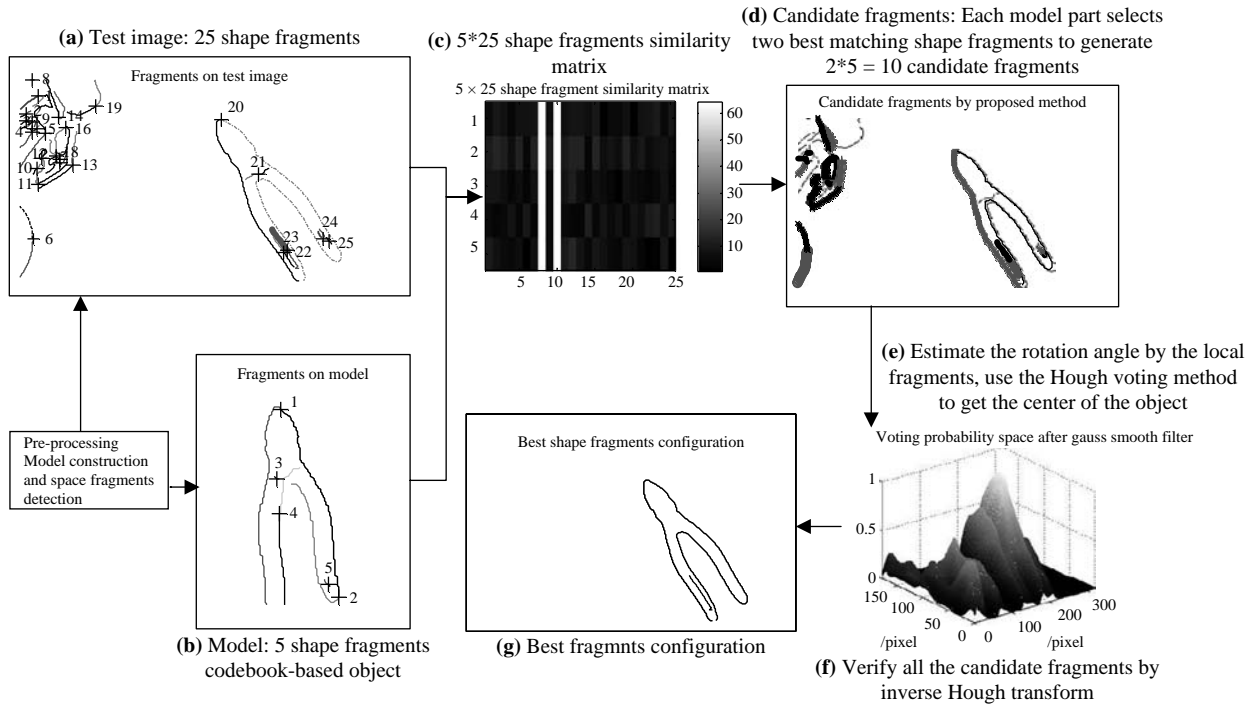 (a) Test image: 25 shape fragments
Fragments on test image
8
19
9
14
4
5
16
10
18
13
11
6
20
21
24
23
25
22
(c) 5*25 shape fragments similarity
matrix
5 × 25 shape fragment similarity matrix
1
2
3
4
5
5 10 15 20 25
60
50
40
30
20
10
(d) Candidate fragments: Each model part selects
two best matching shape fragments to generate
2*5 = 10 candidate fragments
Candidate fragments by proposed method
(e) Estimate the rotation angle by the local
fragments, use the Hough voting method
to get the center of the object
Pre-processing
Model construction
and space fragments
detection
Fragments on model
1
3
4
5
2
(b) Model: 5 shape fragments
codebook-based object
Best shape fragments configuration
(g) Best fragmnts configuration
Voting probability space after gauss smooth filter
1
0.5
0
150
100
50
0
/pixel
0
100
200
300
/pixel
(f) Verify all the candidate fragments by
inverse Hough transform